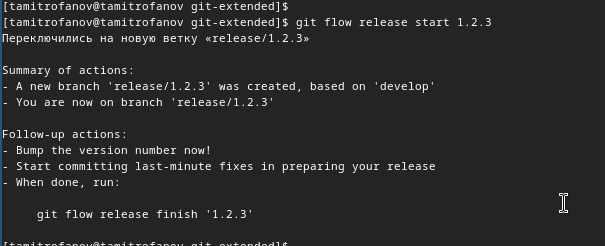 [tamitrofanov@tamitrofanov git-extended]$
[tamitrofanov@tamitrofanov git-extended]$ git flow release start 1.2.3
Переключились на новую ветку «release/1.2.3»
Summary of actions:
- A new branch 'release/1.2.3' was created, based on 'develop'
- You are now on branch 'release/1.2.3'
Follow-up actions:
- Bump the version number now!
- Start committing last-minute fixes in preparing your release
- When done, run:
git flow release finish '1.2.3'
[tamitrofanov@tamitrofanov git-extended]$